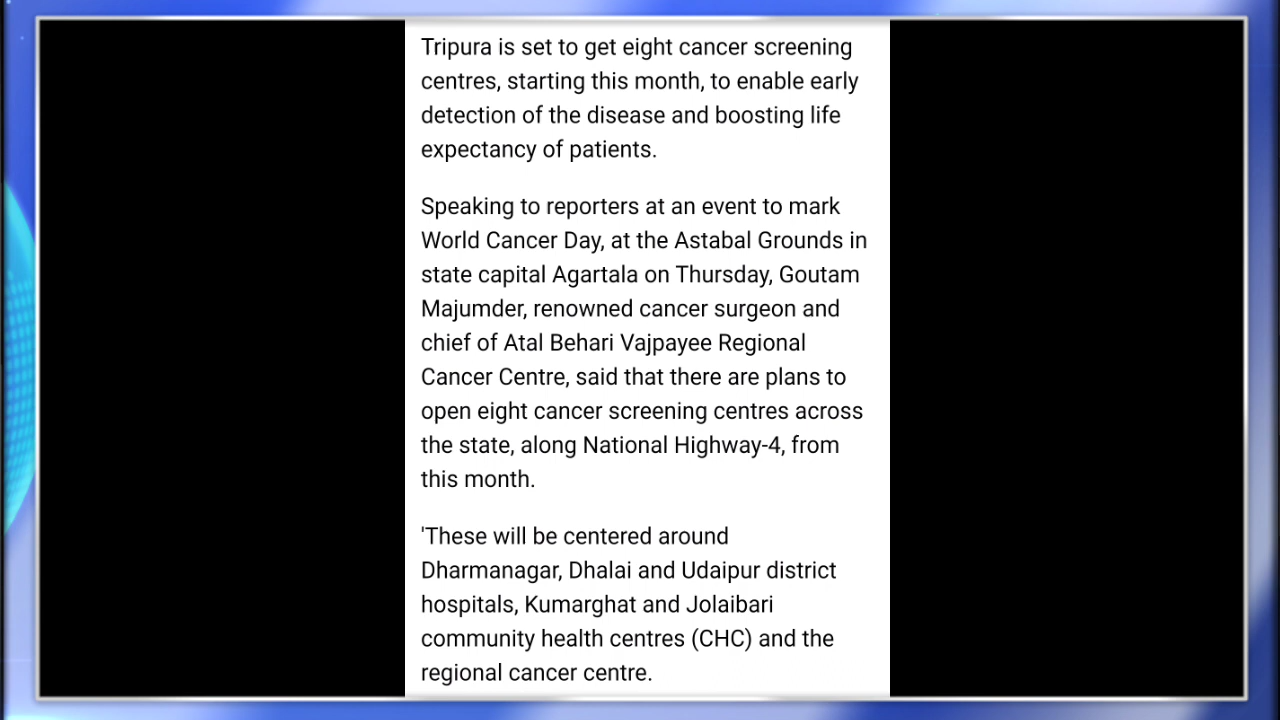 Tripura is set to get eight cancer screening
centres, starting this month, to enable early
detection of the disease and boosting life
expectancy of patients.
Speaking to reporters at an event to mark
World Cancer Day, at the Astabal Grounds in
state capital Agartala on Thursday, Goutam
Majumder, renowned cancer surgeon and
chief of Atal Behari Vajpayee Regional
Cancer Centre, said that there are plans to
open eight cancer screening centres across
the state, along National Highway-4, from
this month.
'These will be centered around
Dharmanagar, Dhalai and Udaipur district
hospitals, Kumarghat and Jolaibari
community health centres (CHC) and the
regional cancer centre.